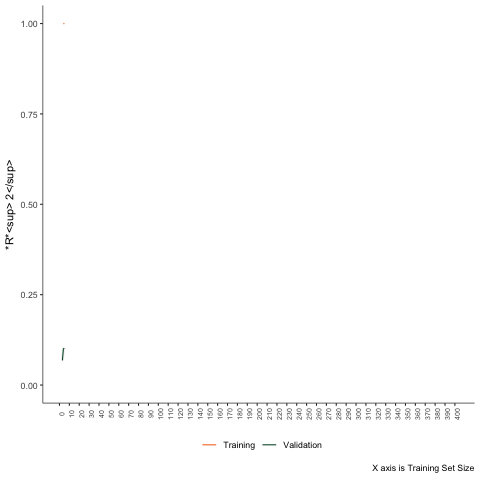 1.00
0.75
*R*<sup> 2 </sup>
0.50
0.25
0.00
0 10 20 30 40 50 60 70 80 90 100 110 120 130 140 150 160 170 180 190 200 210 220 230 240 250 260 270 280 290 300 310 320 330 340 350 360 370 380 390 400
Training Validation
X axis is Training Set Size